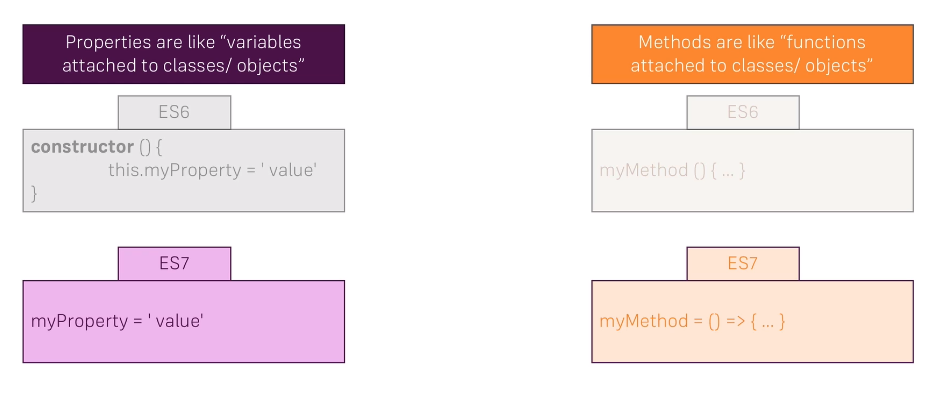 Properties are like “variables
attached to classes/ objects”
ES6
constructor () {
this.myProperty = ' value'
}
ES7
myProperty = ' value'
Methods are like “functions
attached to classes/ objects“
ES6
myMethod () { ... }
ES7
myMethod = () => { ... }